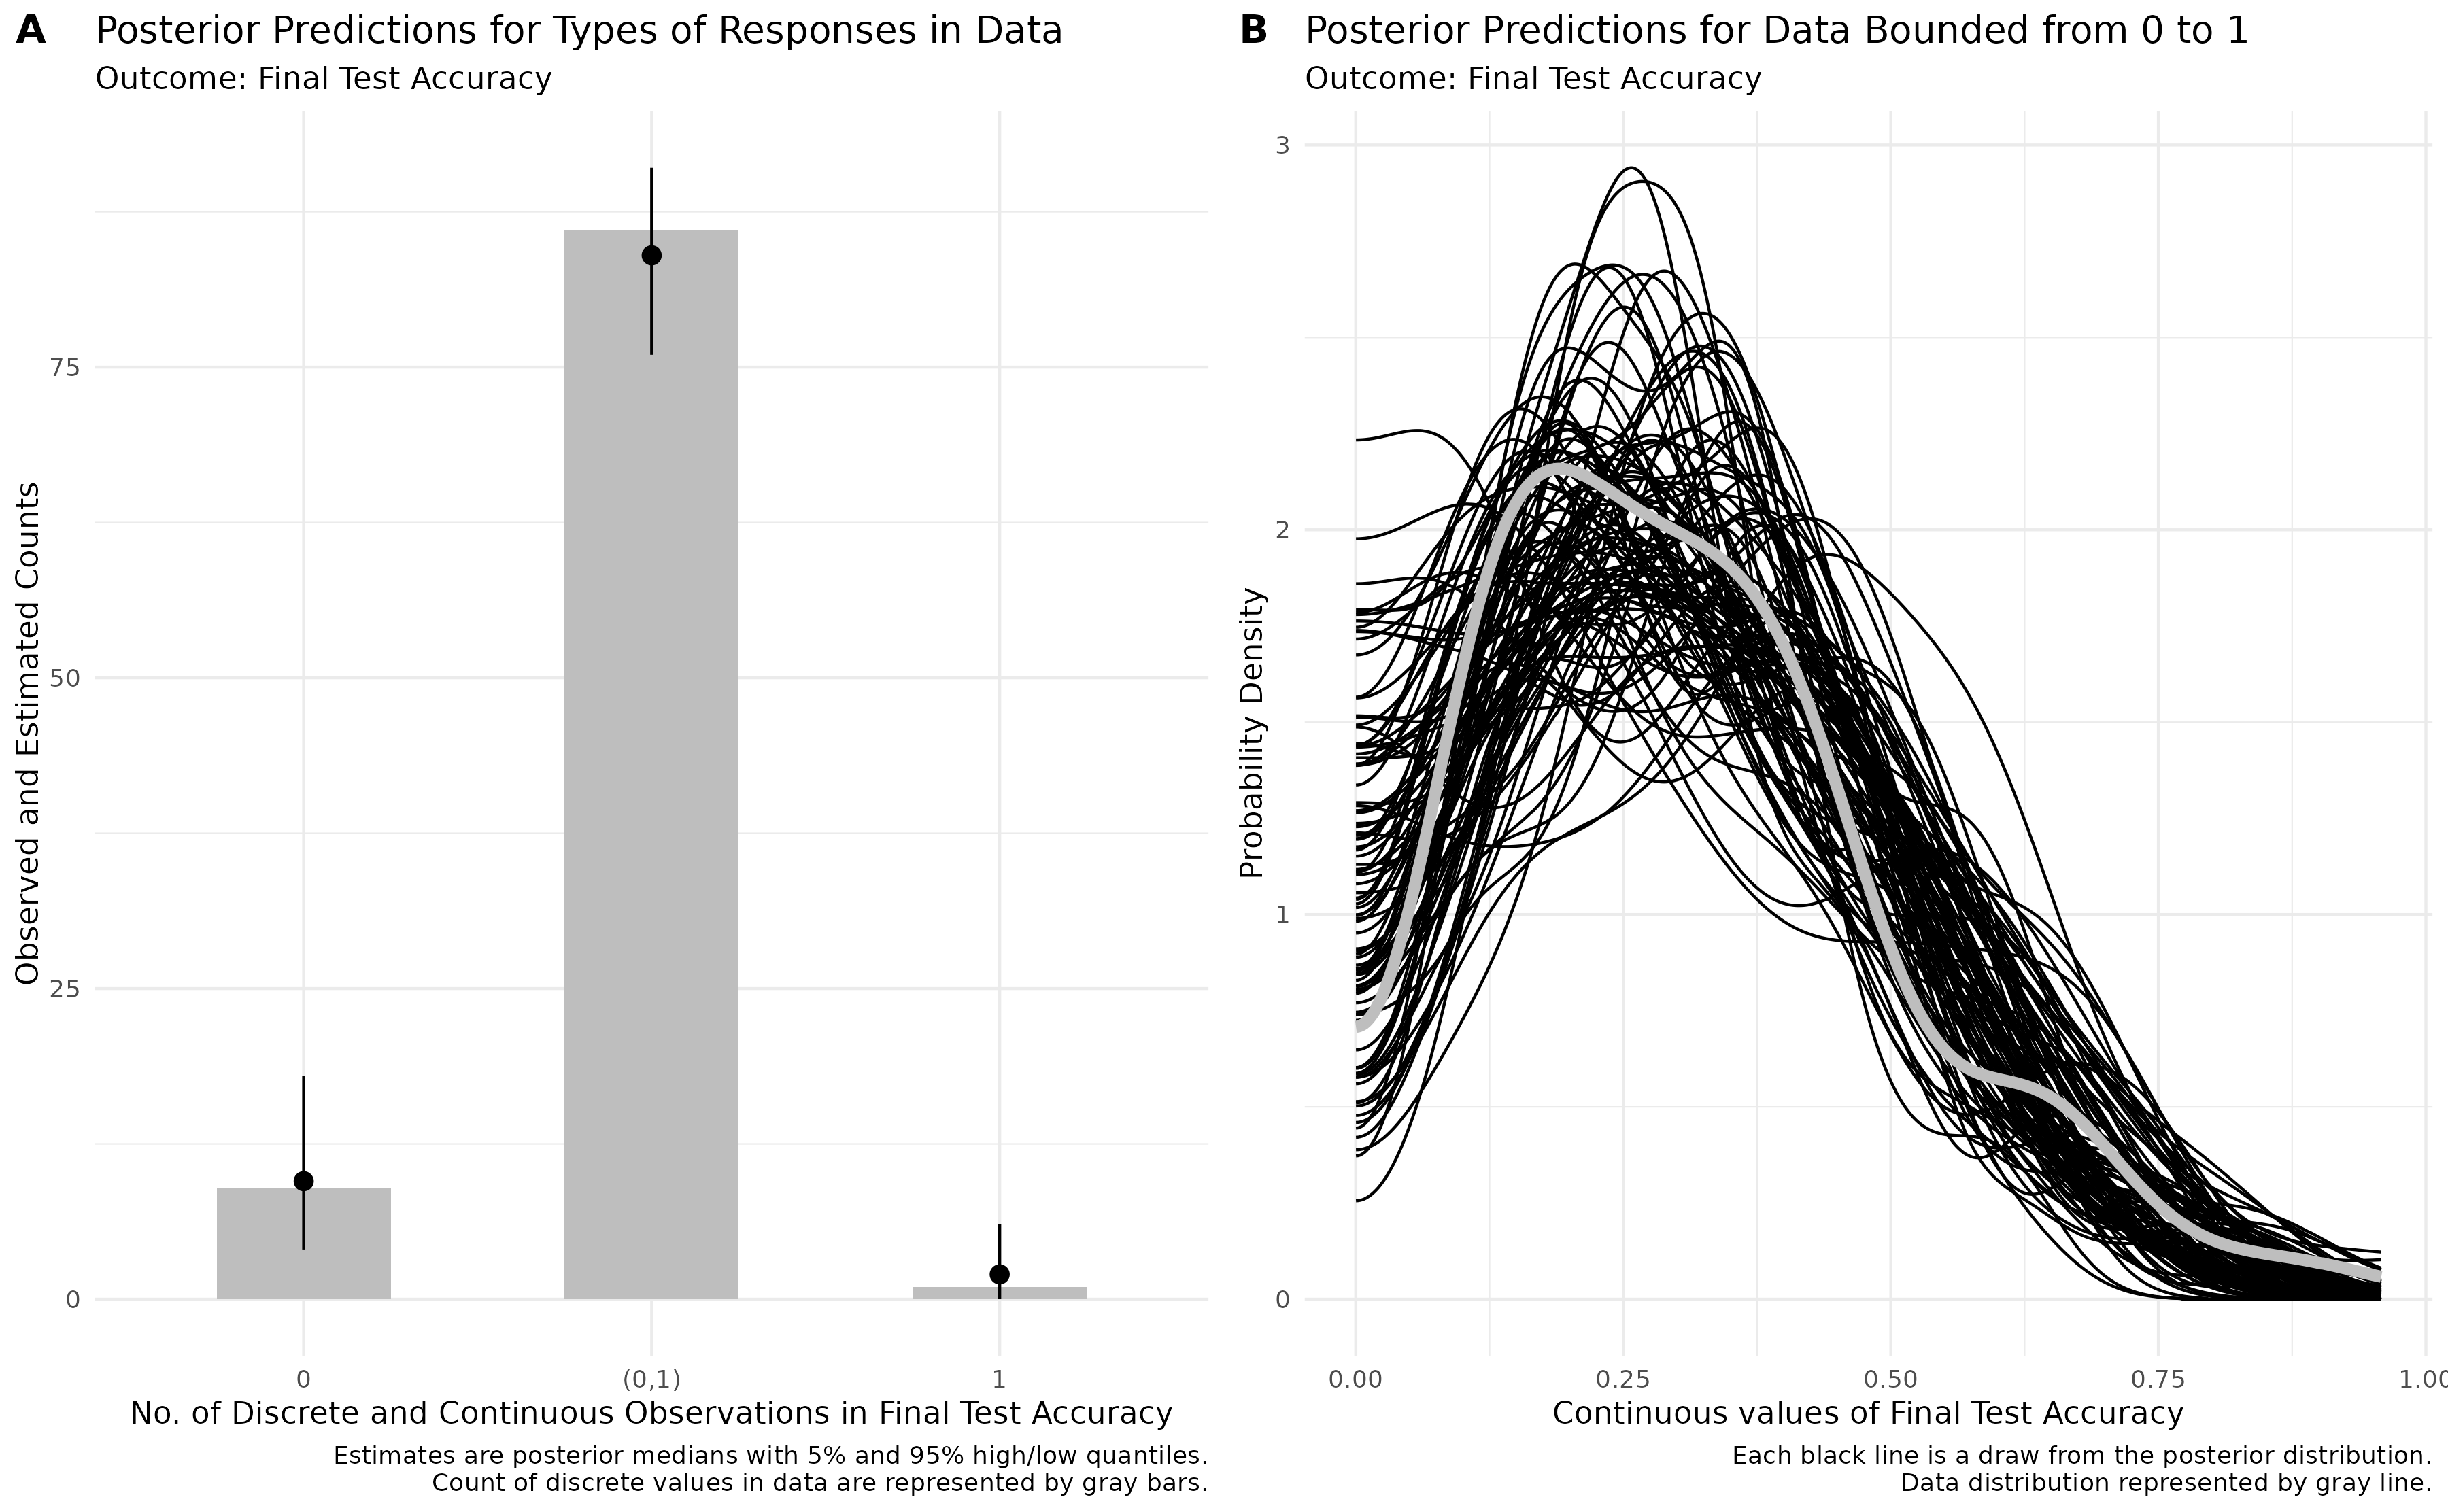 A Posterior Predictions for Types of Responses in Data
Outcome: Final Test Accuracy
Observed and Estimated Counts
75
50
25
0
0 (0,1) 1
No. of Discrete and Continuous Observations in Final Test Accuracy
Estimates are posterior medians with 5% and 95% high/low quantiles.
Count of discrete values in data are represented by gray bars.
B Posterior Predictions for Data Bounded from 0 to 1
Outcome: Final Test Accuracy
Probability Density
3
2
1
0
0.00 0.25 0.50 0.75 1.00
Continuous values of Final Test Accuracy
Each black line is a draw from the posterior distribution.
Data distribution represented by gray line.